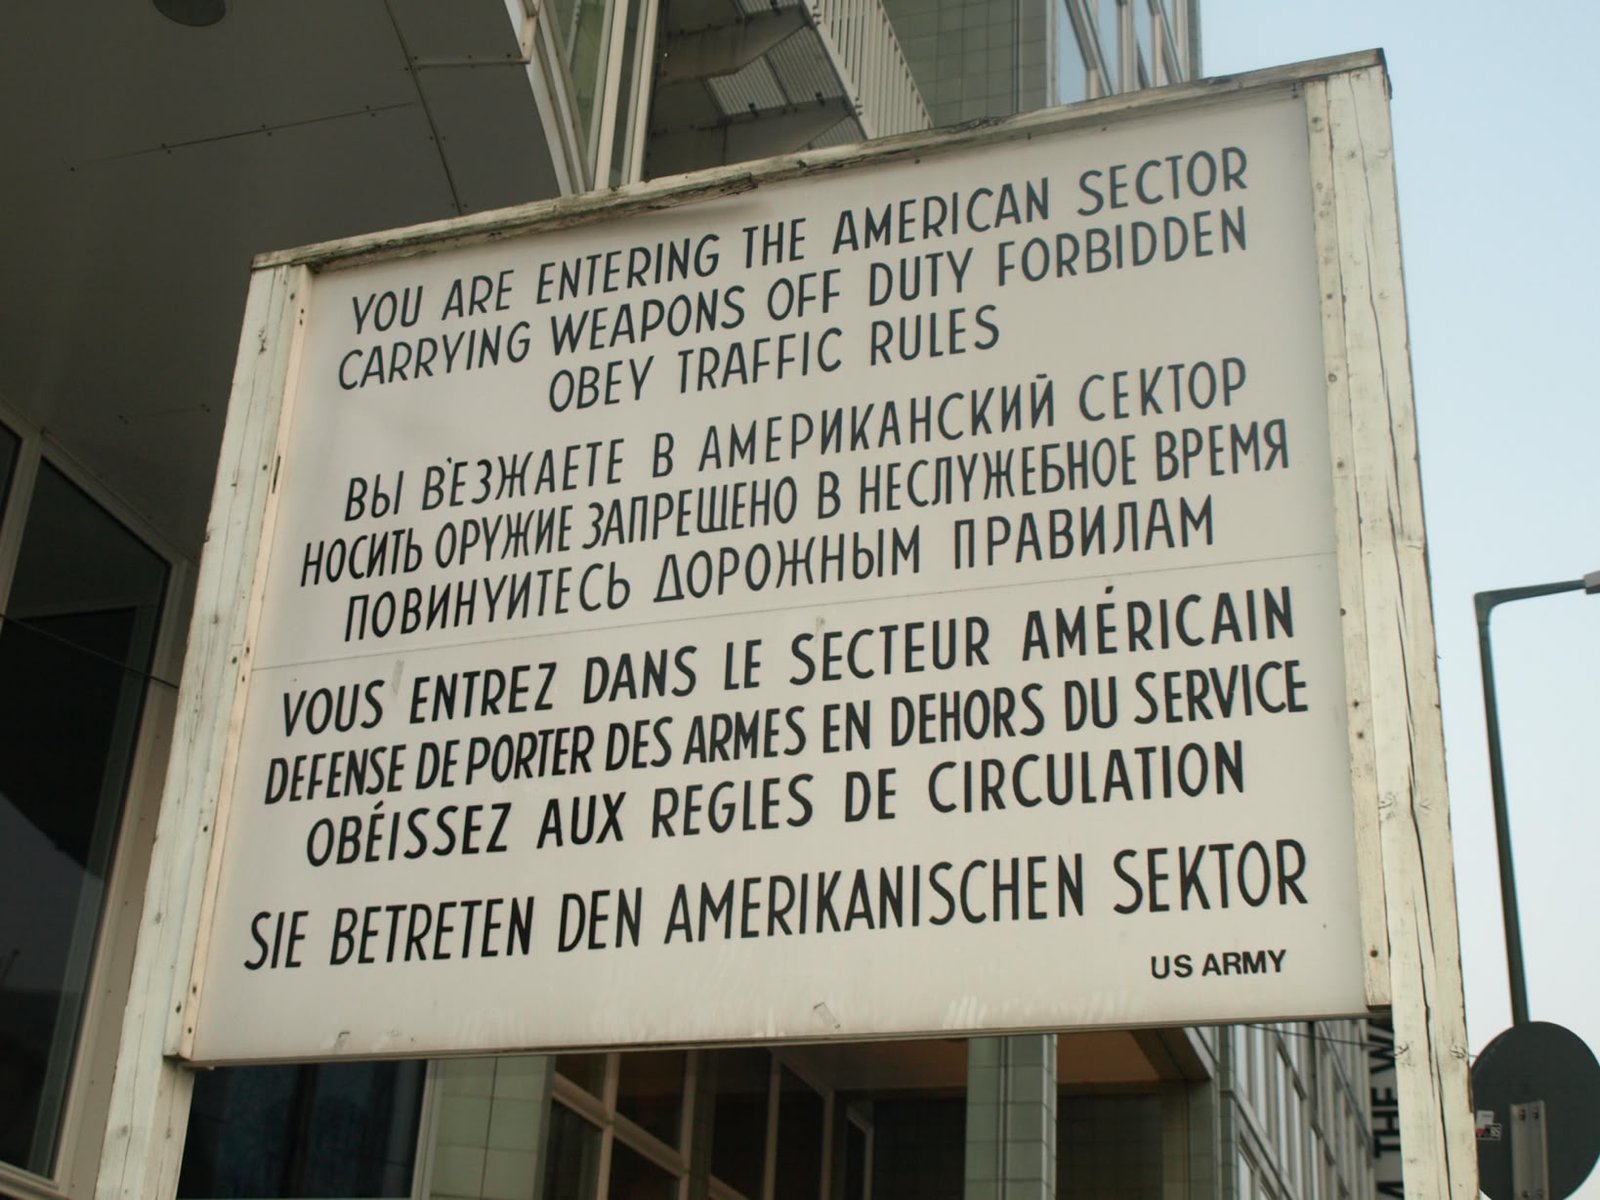 YOU ARE ENTERING THE AMERICAN SECTOR
CARRYING WEAPONS OFF DUTY FORBIDDEN
OBEY TRAFFIC RULES
ВЫ В'ЕЗЖАЕТЕ В АМЕРИКАНСКИЙ СЕКТОР
НОСИТЬ ОРУЖИЕ ЗАПРЕЩЕНО В НЕСЛУЖЕБНОЕ ВРЕМЯ
ПОВИНУИТЕСЬ ДОРОЖНЫМ ПРАВИЛАМ
VOUS ENTREZ DANS LE SECTEUR AMÉRICAIN
DEFENSE DE PORTER DES ARMES EN DEHORS DU SERVICE
OBÉISSEZ AUX REGLES DE CIRCULATION
SIE BETRETEN DEN AMERIKANISCHEN SEKTOR
US ARMY
THE